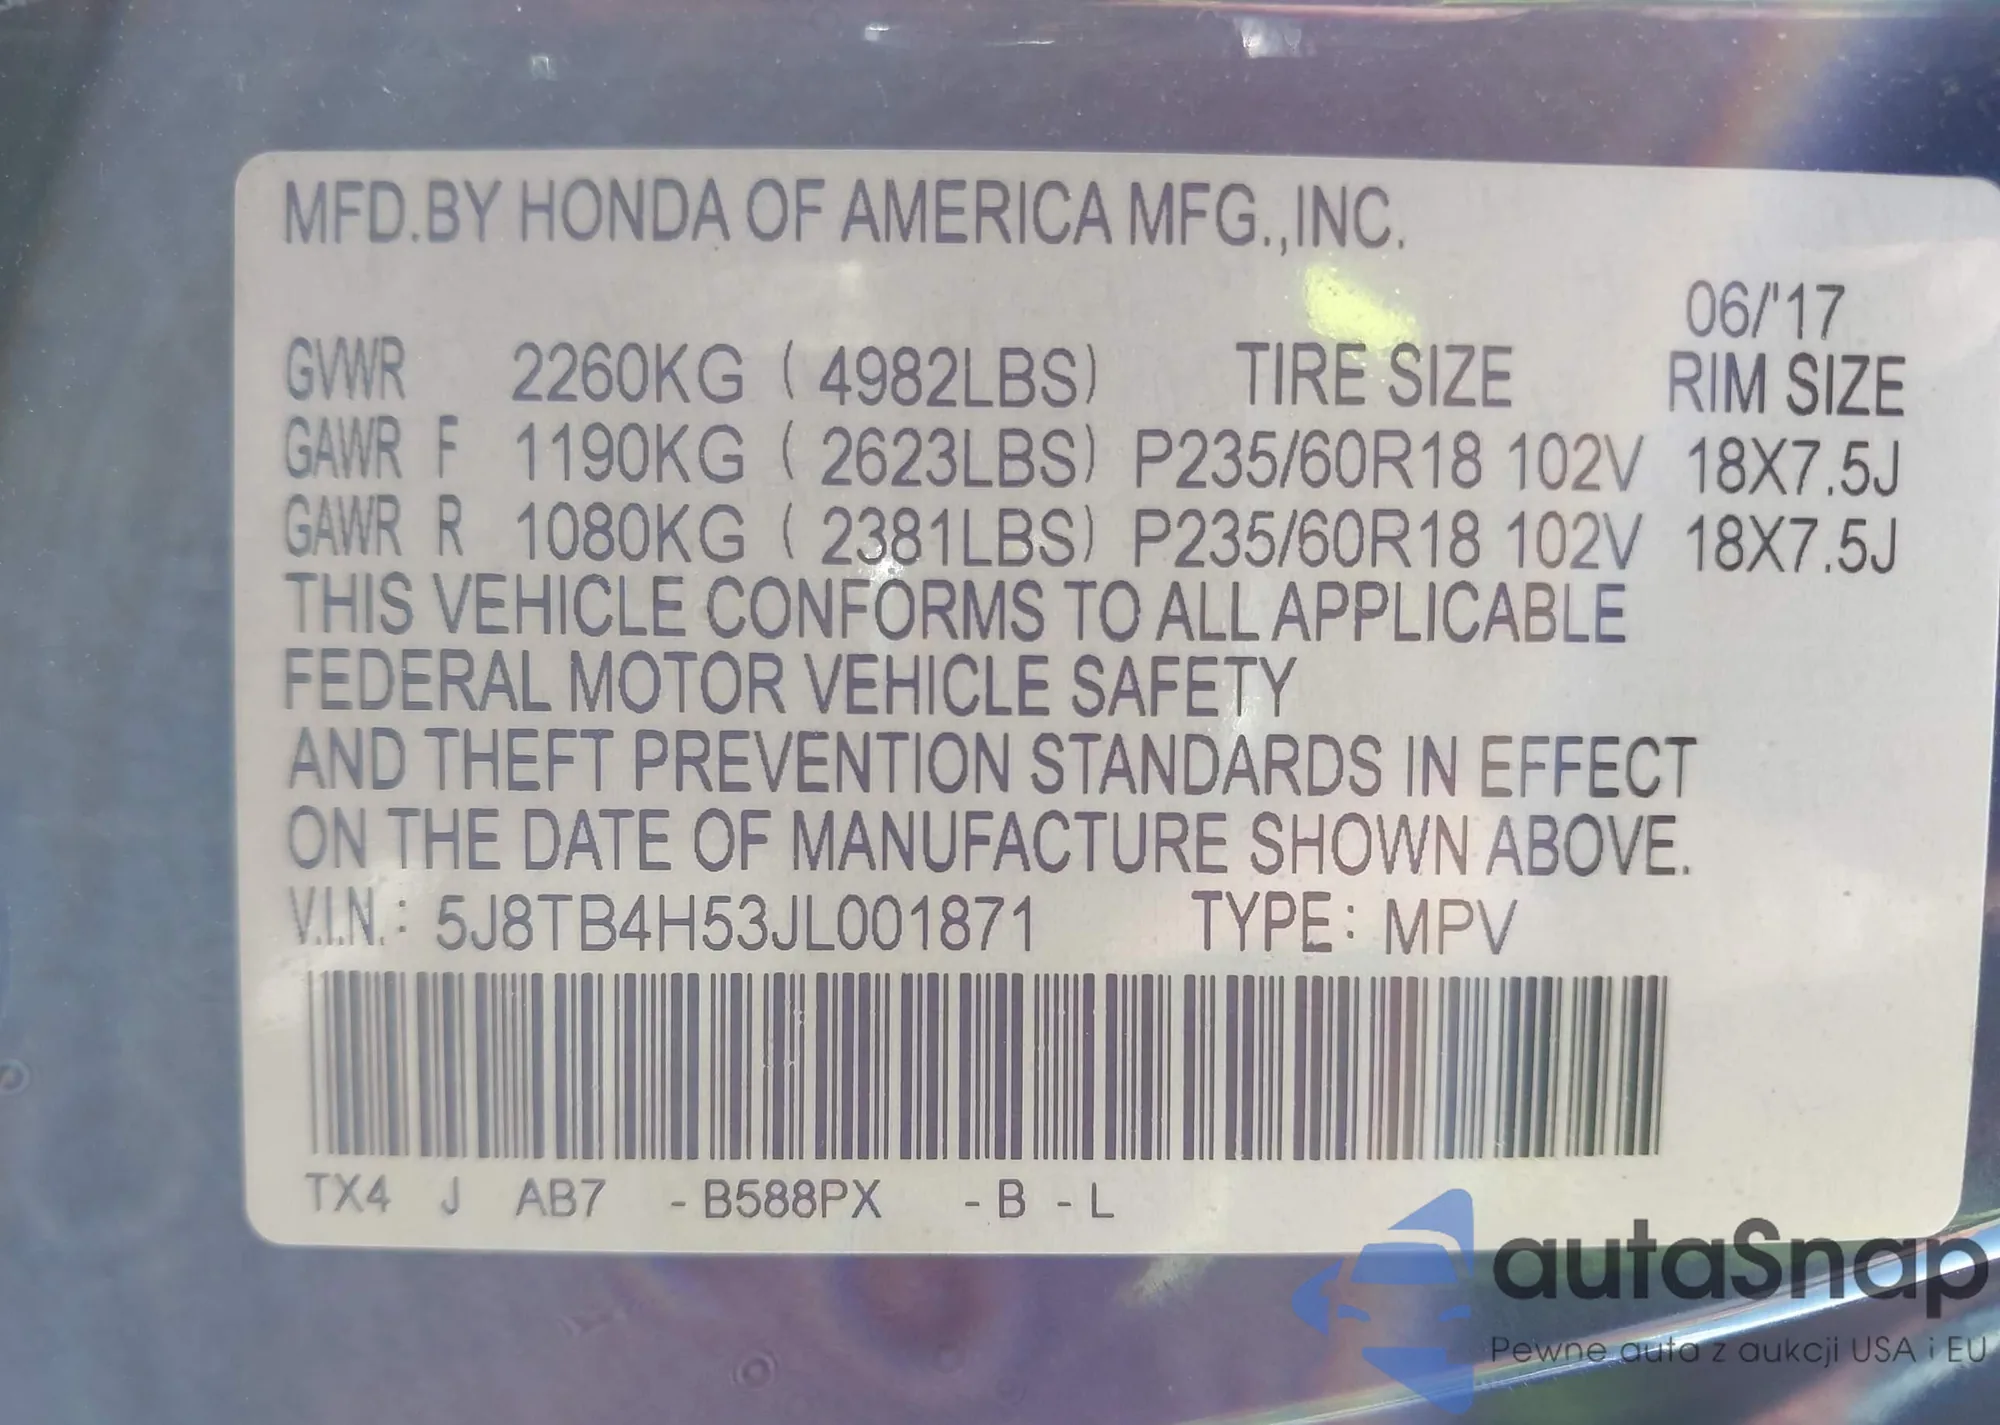 MFD.BY HONDA OF AMERICA MFG.,INC.
06/'17
GVWR 2260KG ( 4982LBS) TIRE SIZE RIM SIZE
GAWR F 1190KG ( 2623LBS) P235/60R18 102V 18X7.5J
GAWR R 1080KG ( 2381LBS) P235/60R18 102V 18X7.5J
THIS VEHICLE CONFORMS TO ALL APPLICABLE
FEDERAL MOTOR VEHICLE SAFETY
AND THEFT PREVENTION STANDARDS IN EFFECT
ON THE DATE OF MANUFACTURE SHOWN ABOVE.
V.I.N.: 5J8TB4H53JL001871 TYPE: MPV
TX4 J AB7 - B588PX - B - L
autaSnap
Pewne auto z aukcji USA i EU